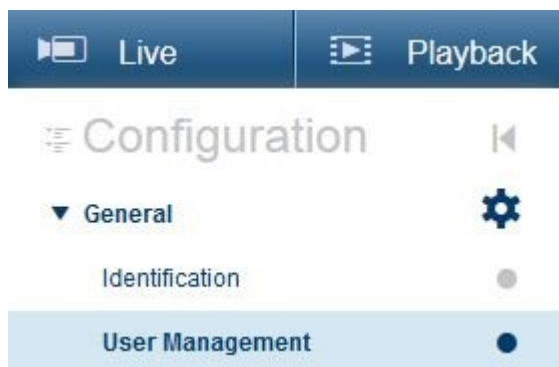 Live Playback
Configuration
General
Identification
User Management